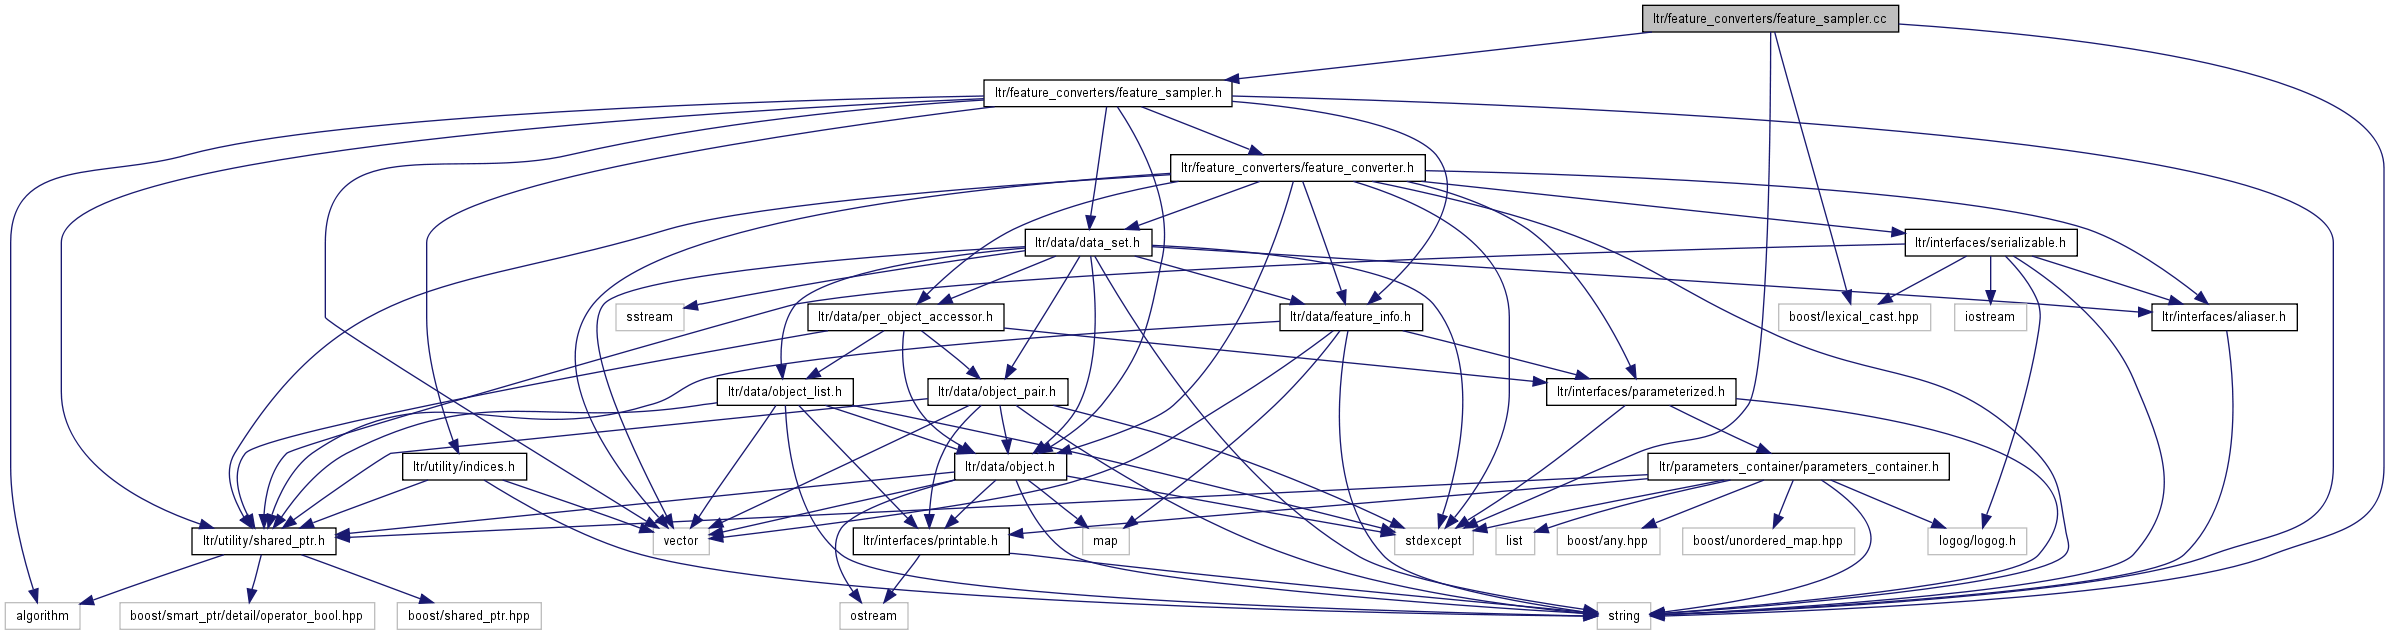 ltr/feature_converters/feature_sampler.cc
ltr/feature_converters/feature_sampler.h
ltr/feature_converters/feature_converter.h
ltr/data/data_set.h
ltr/interfaces/serializable.h
sstream
ltr/data/per_object_accessor.h
ltr/data/feature_info.h
boost/lexical_cast.hpp
iostream
ltr/interfaces/aliaser.h
ltr/data/object_list.h
ltr/data/object_pair.h
ltr/interfaces/parameterized.h
ltr/utility/indices.h
ltr/data/object.h
ltr/parameters_container/parameters_container.h
ltr/utility/shared_ptr.h
vector
ltr/interfaces/printable.h
map
stdexcept
list
boost/any.hpp
boost/unordered_map.hpp
logog/logog.h
algorithm
boost/smart_ptr/detail/operator_bool.hpp
boost/shared_ptr.hpp
ostream
string